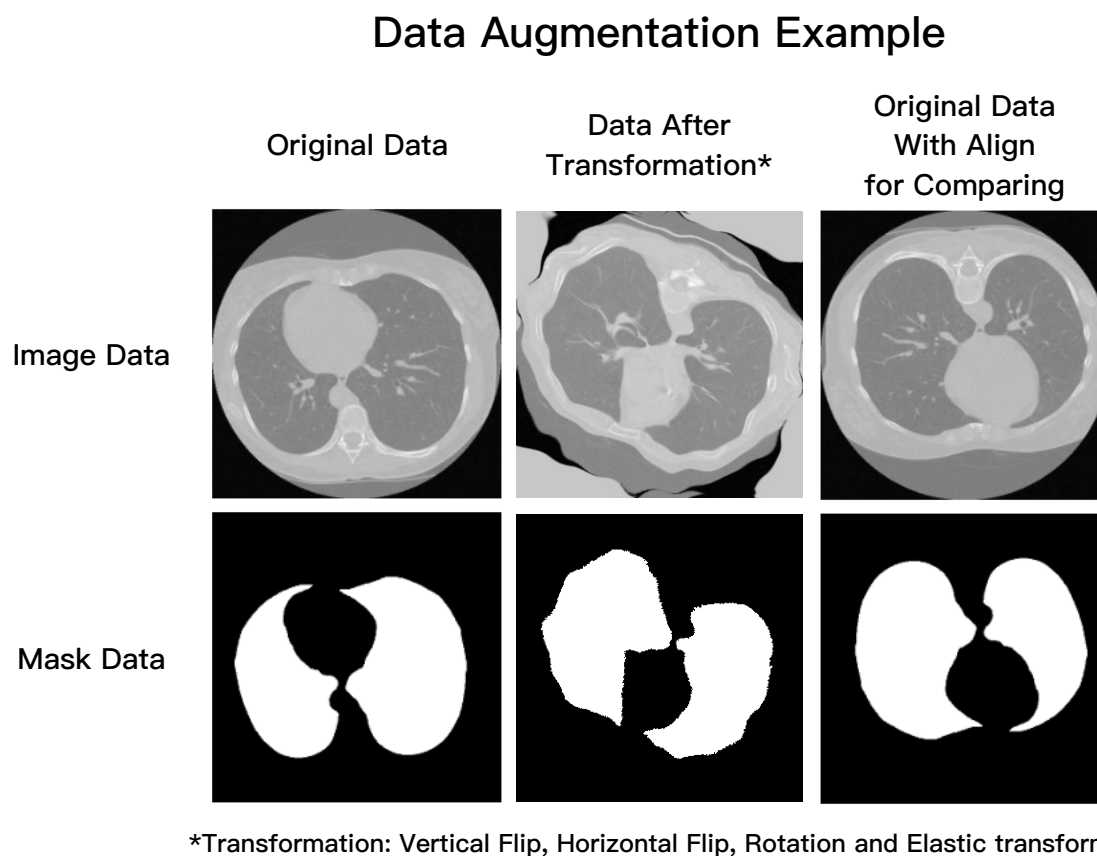 Data Augmentation Example
Original Data
Data After
Transformation*
Original Data
With Align
for Comparing
Image Data
Mask Data
*Transformation: Vertical Flip, Horizontal Flip, Rotation and Elastic transform